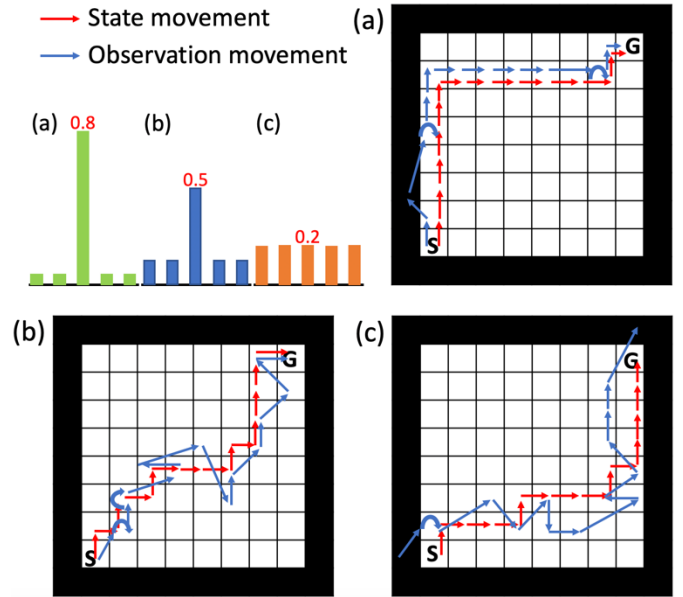 State movement
Observation movement
(a) (b) (c)
0.8
0.5
0.2
(a)
G
S
(b)
G
S
(c)
G
S